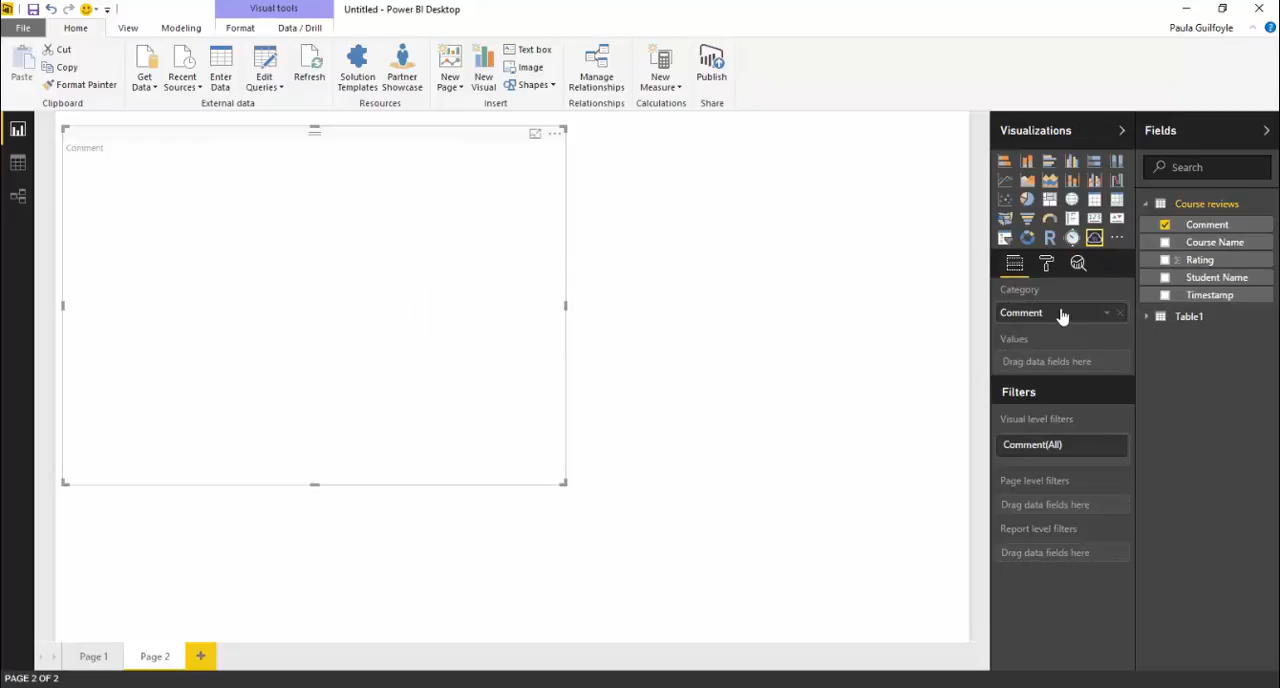 Visual tools
Untitled - Power BI Desktop
File Home View Modeling Format Data / Drill
Paula Guilfoyle
Paste
Cut
Copy
Format Painter
Clipboard
Get Data
Recent Sources
Enter Data
Edit Queries
Refresh
External data
Solution Templates
Partner Showcase
Resources
New Page
New Visual
Text box
Image
Shapes
Insert
Manage Relationships
Relationships
New Measure
Calculations
Publish
Share
Comment
Visualizations
R
Category
Comment
Values
Drag data fields here
Filters
Visual level filters
Comment(All)
Page level filters
Drag data fields here
Report level filters
Drag data fields here
Fields
Search
Course reviews
Comment
Course Name
Σ Rating
Student Name
Timestamp
Table1
Page 1
Page 2
PAGE 2 OF 2